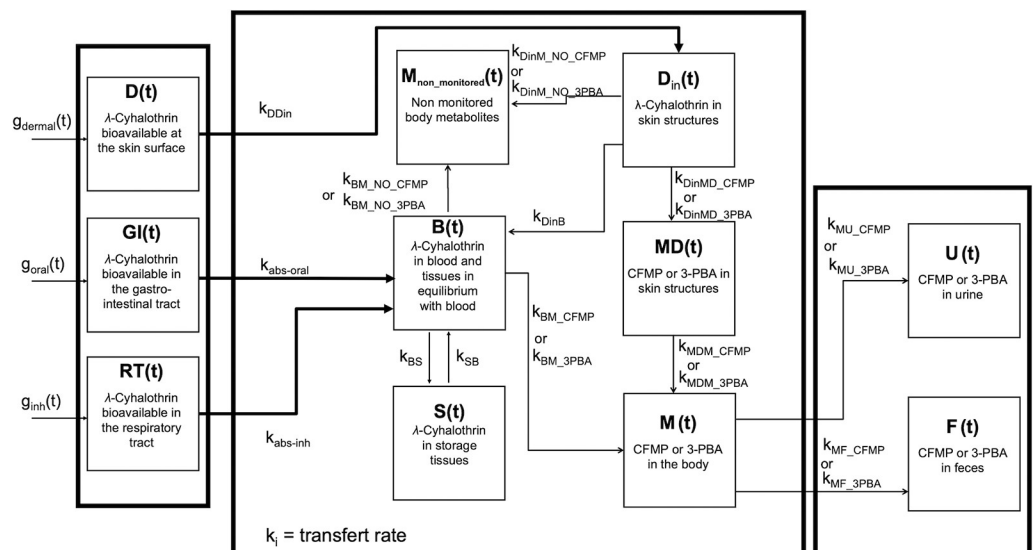 g_dermal(t)
D(t)
λ-Cyhalothrin
bioavailable at
the skin surface
g_oral(t)
GI(t)
λ-Cyhalothrin
bioavailable in
the gastro-
intestinal tract
g_inh(t)
RT(t)
λ-Cyhalothrin
bioavailable in
the respiratory
tract
k_DDin
k_abs-oral
k_abs-inh
M_non_monitored(t)
Non monitored
body metabolites
k_DinM_NO_CFMP
or
k_DinM_NO_3PBA
D_in(t)
λ-Cyhalothrin in
skin structures
k_BM_NO_CFMP
or k_BM_NO_3PBA
k_DinB
k_DinMD_CFMP
or
k_DinMD_3PBA
B(t)
λ-Cyhalothrin
in blood and
tissues in
equilibrium
with blood
MD(t)
CFMP or 3-PBA in
skin structures
k_BM_CFMP
or
k_BM_3PBA
k_BS
k_SB
k_MDM_CFMP
or
k_MDM_3PBA
S(t)
λ-Cyhalothrin
in storage
tissues
M (t)
CFMP or 3-PBA
in the body
k_MU_CFMP
or
k_MU_3PBA
U (t)
CFMP or 3-PBA
in urine
k_MF_CFMP
or
k_MF_3PBA
F (t)
CFMP or 3-PBA
in feces
k_i = transfert rate